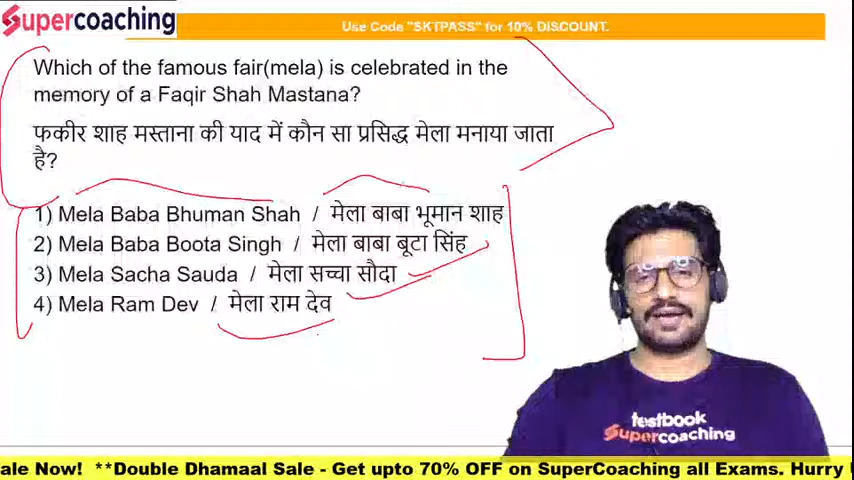 Supercoaching
Use Code "SKTPASS" for 10% DISCOUNT.
Which of the famous fair(mela) is celebrated in the
memory of a Faqir Shah Mastana?
फकीर शाह मस्ताना की याद में कौन सा प्रसिद्ध मेला मनाया जाता
है?
1) Mela Baba Bhuman Shah / मेला बाबा भूमान शाह
2) Mela Baba Boota Singh / मेला बाबा बूटा सिंह
3) Mela Sacha Sauda / मेला सच्चा सौदा
4) Mela Ram Dev / मेला राम देव
testbook
Supercoaching
ale Now! **Double Dhamaal Sale - Get upto 70% OFF on SuperCoaching all Exams. Hurry